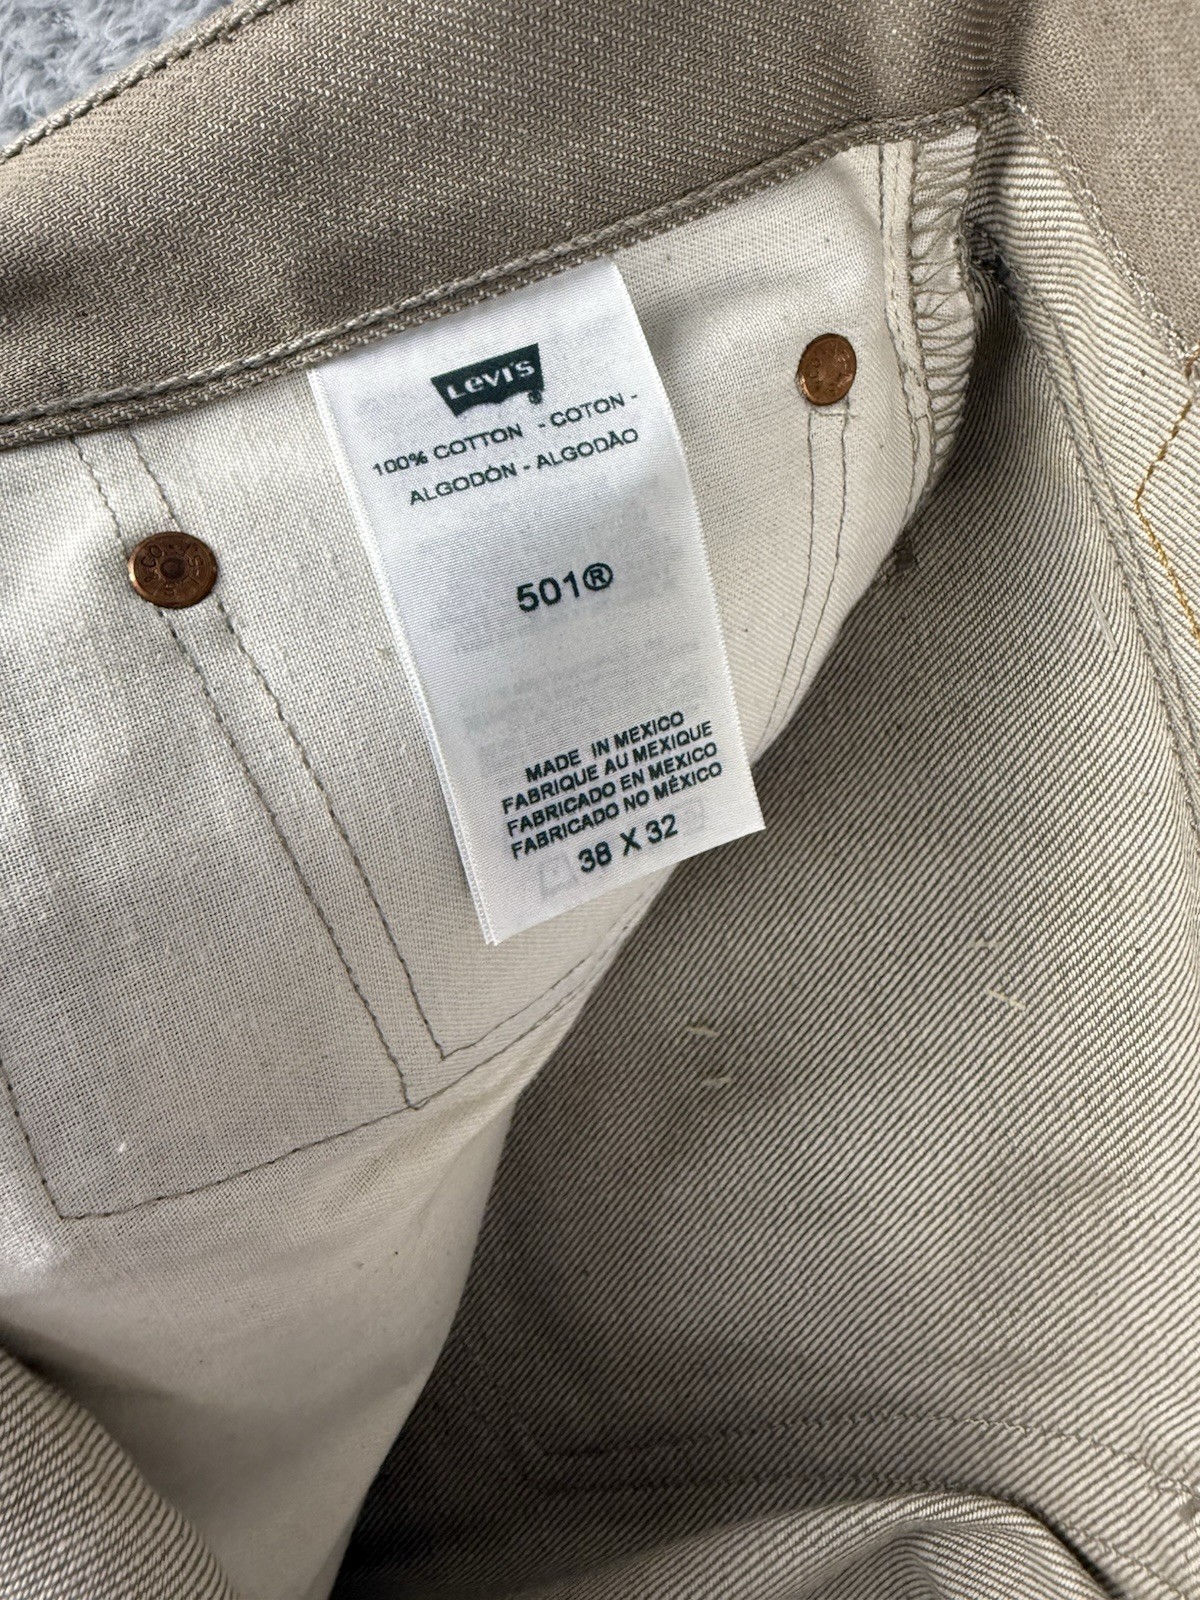 Levi's®
100% COTTON - COTON -
ALGODÓN - ALGODÃO
501®
MADE IN MEXICO
FABRIQUE AU MEXIQUE
FABRICADO EN MEXICO
FABRICADO NO MÉXICO
38 X 32